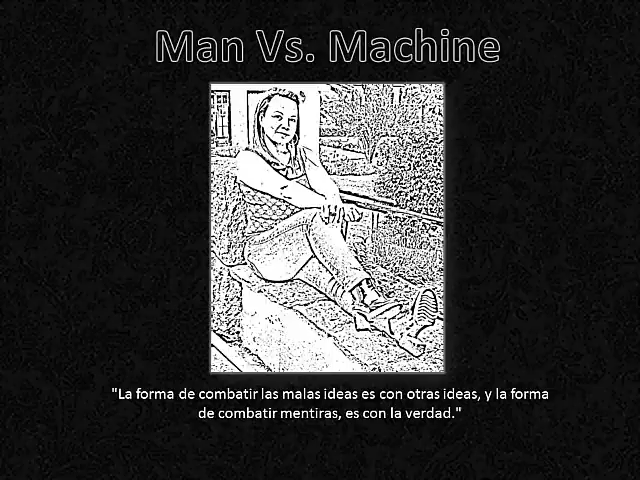 Man Vs. Machine
"La forma de combatir las malas ideas es con otras ideas, y la forma
de combatir mentiras, es con la verdad."